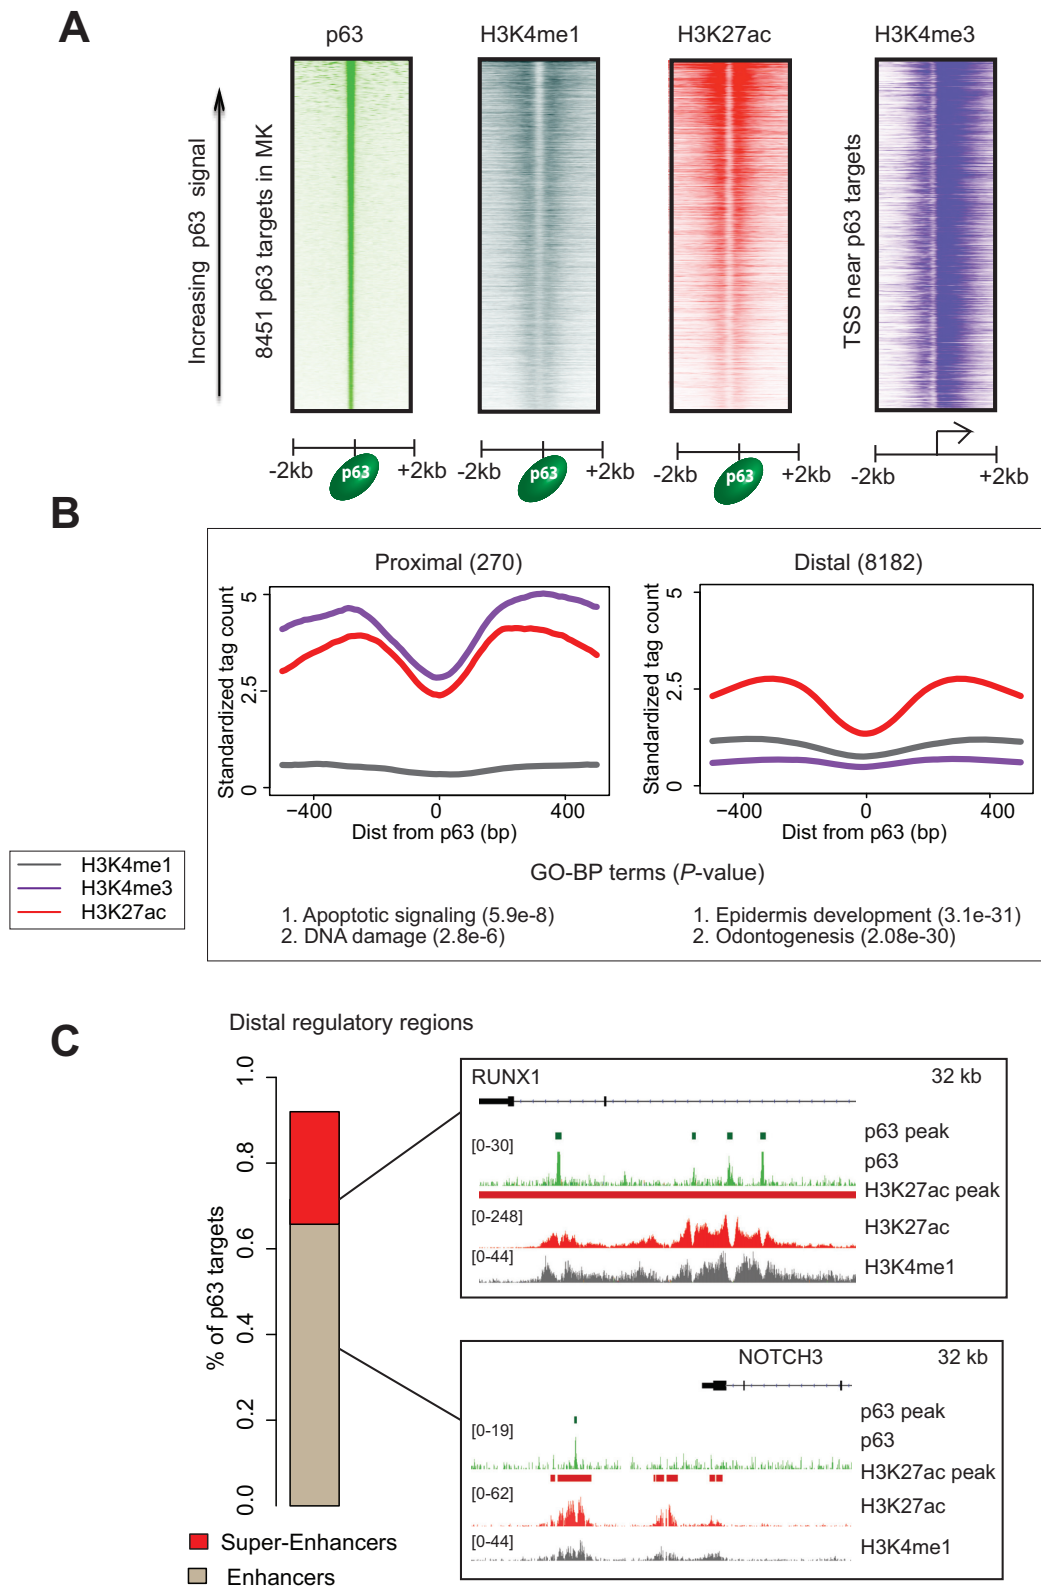 A
p63
H3K4me1
H3K27ac
H3K4me3
Increasing p63 signal
8451 p63 targets in MK
TSS near p63 targets
-2kb
p63
+2kb
-2kb
p63
+2kb
-2kb
p63
+2kb
-2kb
+2kb
B
Proximal (270)
Distal (8182)
Standardized tag count
0
2.5
5
−400
0
400
Dist from p63 (bp)
Standardized tag count
0
2.5
5
−400
0
400
Dist from p63 (bp)
H3K4me1
H3K4me3
H3K27ac
GO-BP terms (P-value)
1. Apoptotic signaling (5.9e-8)
2. DNA damage (2.8e-6)
1. Epidermis development (3.1e-31)
2. Odontogenesis (2.08e-30)
C
Distal regulatory regions
% of p63 targets
0.0
0.2
0.4
0.6
0.8
1.0
RUNX1
32 kb
p63 peak
[0-30]
p63
H3K27ac peak
[0-248]
H3K27ac
[0-44]
H3K4me1
NOTCH3
32 kb
p63 peak
[0-19]
p63
H3K27ac peak
[0-62]
H3K27ac
[0-44]
H3K4me1
Super-Enhancers
Enhancers